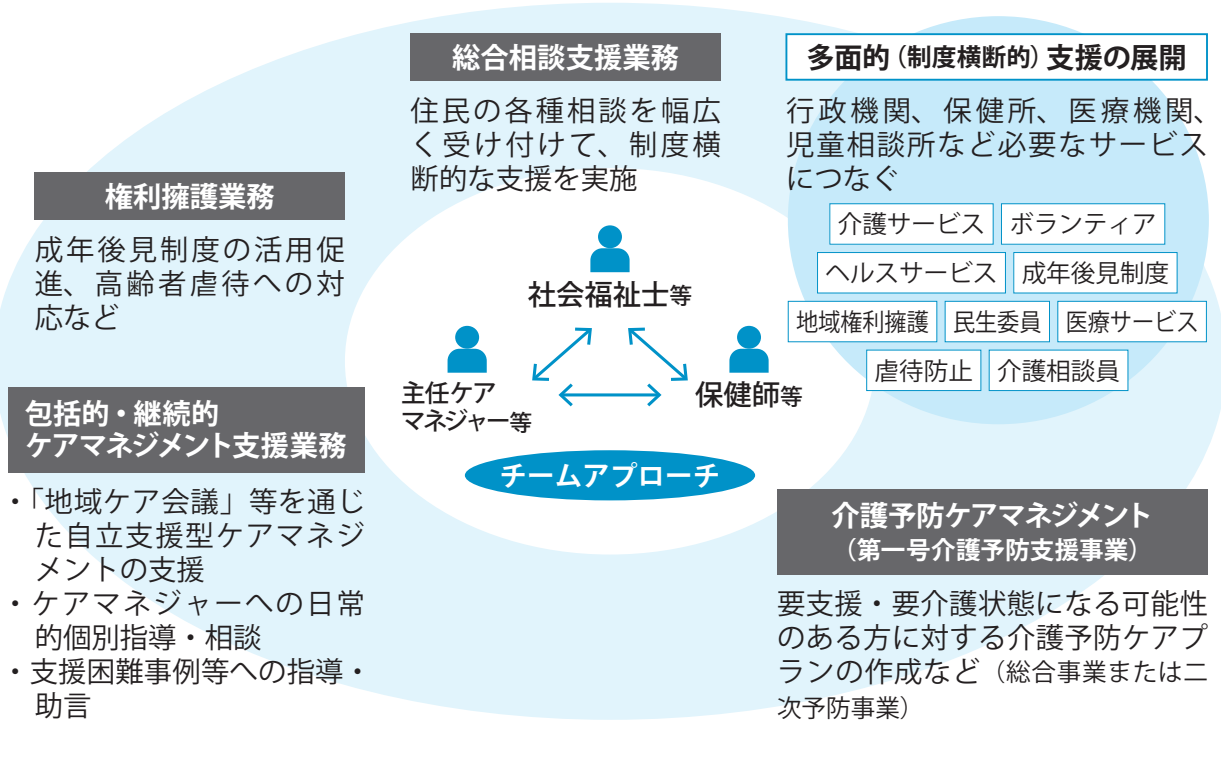 総合相談支援業務
住民の各種相談を幅広
く受け付けて、制度横
断的な支援を実施
多面的（制度横断的）支援の展開
行政機関、保健所、医療機関、
児童相談所など必要なサービス
につなぐ
介護サービス
ボランティア
ヘルスサービス
成年後見制度
地域権利擁護
民生委員
医療サービス
虐待防止
介護相談員
権利擁護業務
成年後見制度の活用促
進、高齢者虐待への対
応など
社会福祉士等
主任ケア
マネジャー等
保健師等
チームアプローチ
包括的・継続的
ケアマネジメント支援業務
・「地域ケア会議」等を通じ
た自立支援型ケアマネジ
メントの支援
・ケアマネジャーへの日常
的個別指導・相談
・支援困難事例等への指導・
助言
介護予防ケアマネジメント
（第一号介護予防支援事業）
要支援・要介護状態になる可能性
のある方に対する介護予防ケアプ
ランの作成など（総合事業または二
次予防事業）